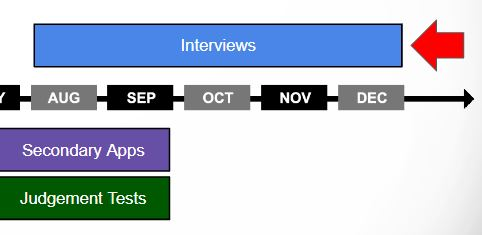 Interviews
Y AUG SEP OCT NOV DEC
Secondary Apps
Judgement Tests